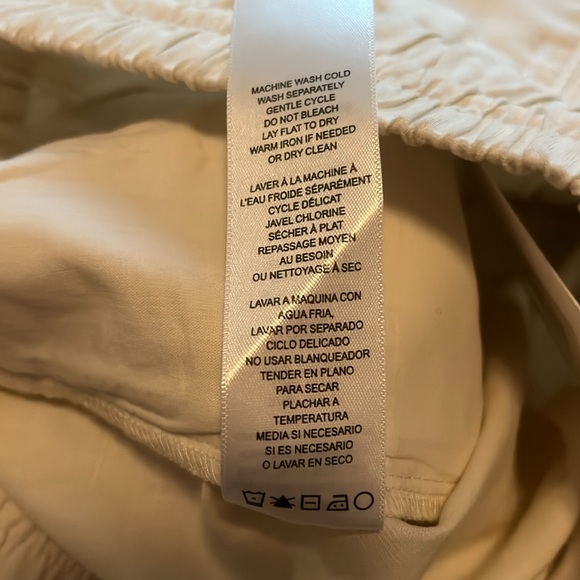 MACHINE WASH COLD
WASH SEPARATELY
GENTLE CYCLE
DO NOT BLEACH
LAY FLAT TO DRY
WARM IRON IF NEEDED
OR DRY CLEAN
LAVER À LA MACHINE À
L'EAU FROIDE SÉPARÉMENT
CYCLE DÉLICAT
JAVEL CHLORINE
SÉCHER À PLAT
REPASSAGE MOYEN
AU BESOIN
OU NETTOYAGE À SEC
LAVAR A MAQUINA CON
AGUA FRIA,
LAVAR POR SEPARADO
CICLO DELICADO
NO USAR BLANQUEADOR
TENDER EN PLANO
PARA SECAR
PLACHAR A
TEMPERATURA
MEDIA SI NECESARIO
SI ES NECESARIO
O LAVAR EN SECO